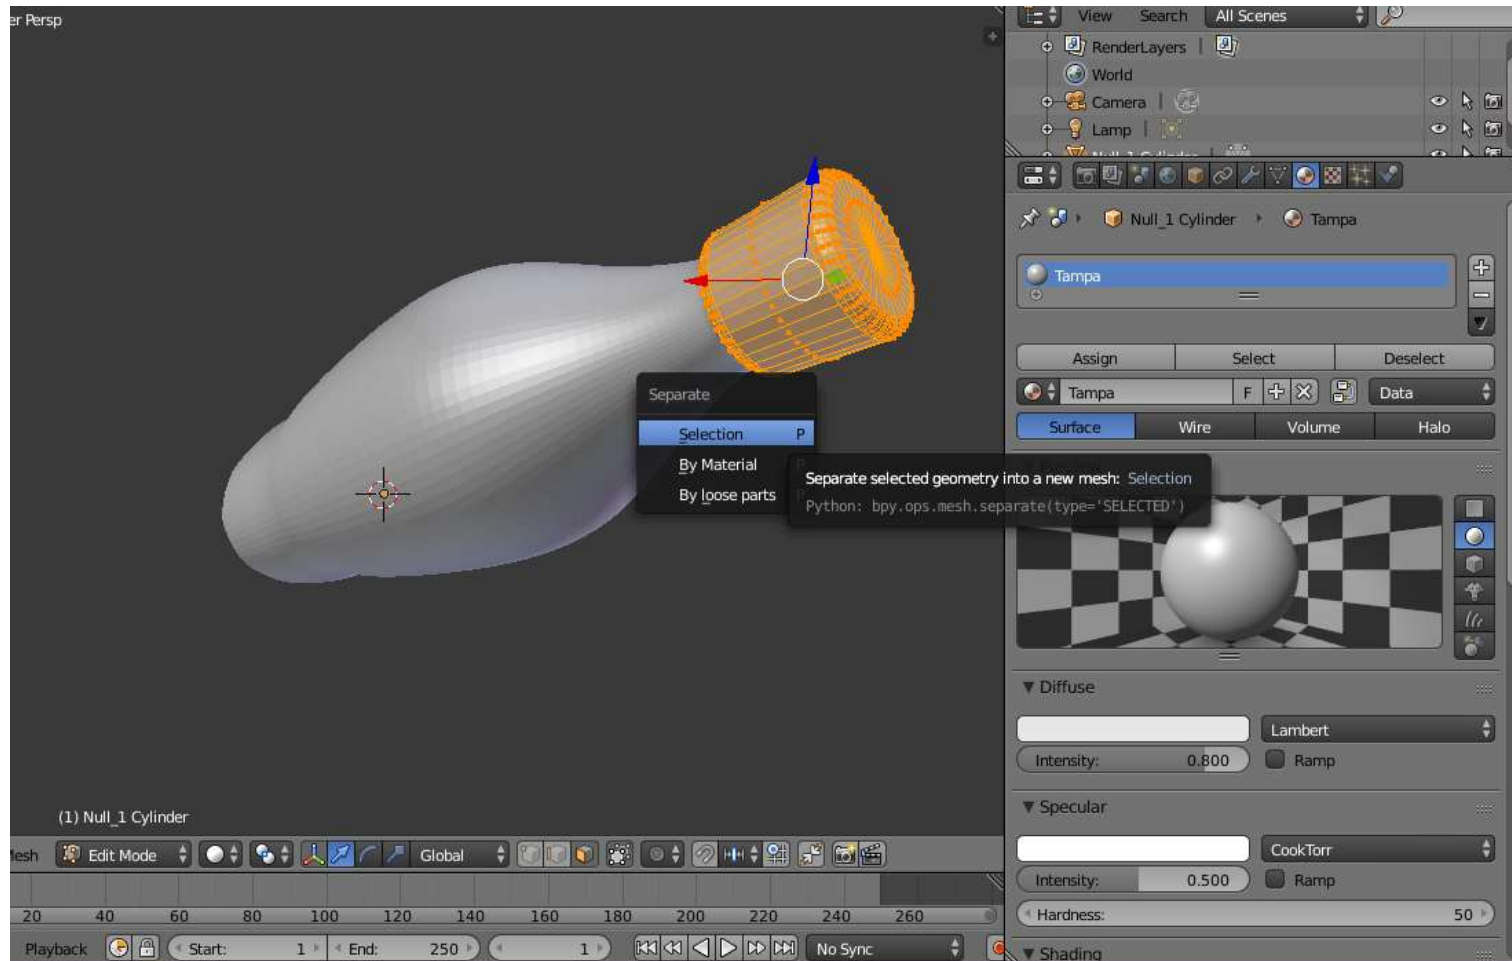 er Persp
View Search All Scenes
RenderLayers
World
Camera
Lamp
Null_1 Cylinder
Null_1 Cylinder Tampa
Tampa
Assign Select Deselect
Tampa F Data
Surface Wire Volume Halo
Separate
Selection P
By Material P
By loose parts P
Separate selected geometry into a new mesh: Selection
Python: bpy.ops.mesh.separate(type='SELECTED')
Diffuse
Lambert
Intensity: 0.800 Ramp
Specular
CookTorr
Intensity: 0.500 Ramp
Hardness: 50
Shading
(1) Null_1 Cylinder
Mesh Edit Mode Global
20 40 60 80 100 120 140 160 180 200 220 240 260
Playback Start: 1 End: 250 1 No Sync